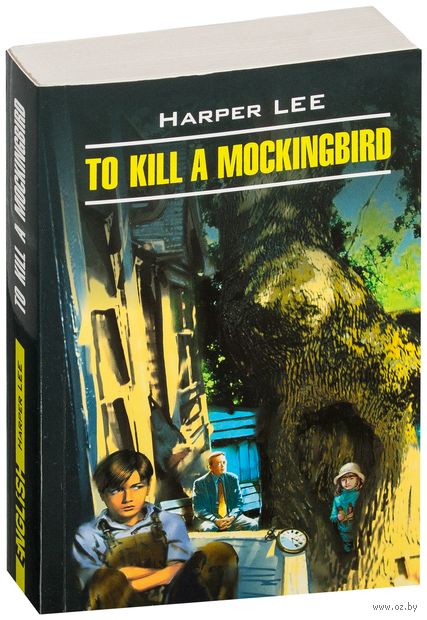 HARPER LEE
TO KILL A MOCKINGBIRD
TO KILL A MOCKINGBIRD
HARPER LEE
ENGLISH
www.oz.by